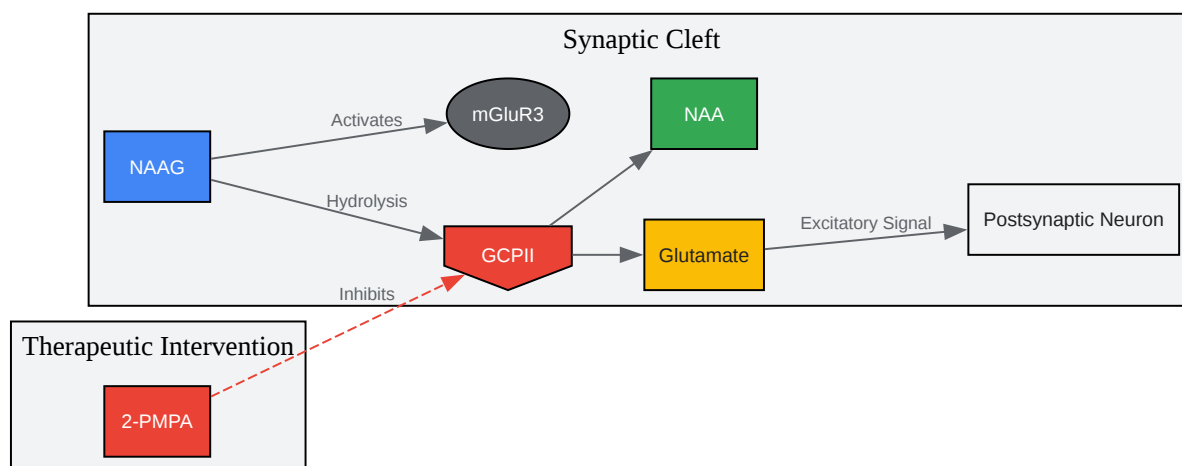 Synaptic Cleft
NAAG
Activates
mGluR3
NAA
Hydrolysis
GCPII
Glutamate
Excitatory Signal
Postsynaptic Neuron
Inhibits
Therapeutic Intervention
2-PMPA